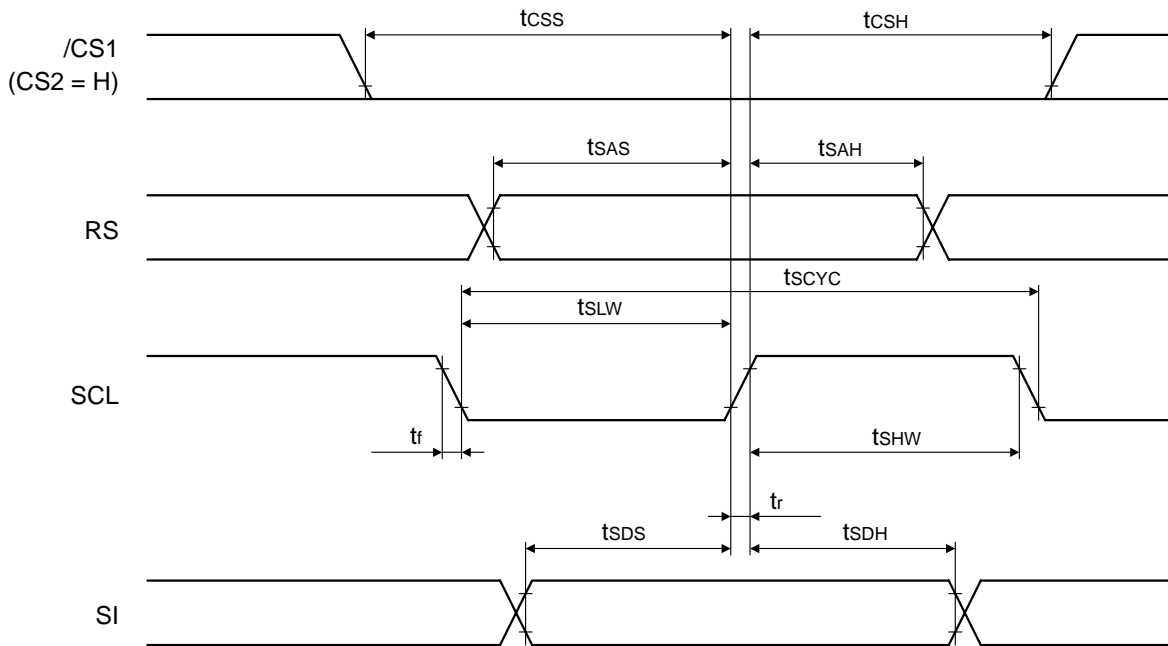 tCSS
tCSH
/CS1
(CS2 = H)
tSAS
tSAH
RS
tSCYC
tSLW
SCL
tf
tSHW
tr
tSDS
tSDH
SI